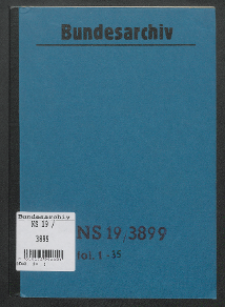 Bundesarchiv
Bundesarchiv
NS 19 /
3899
NS 19/3899
fol. 1-35